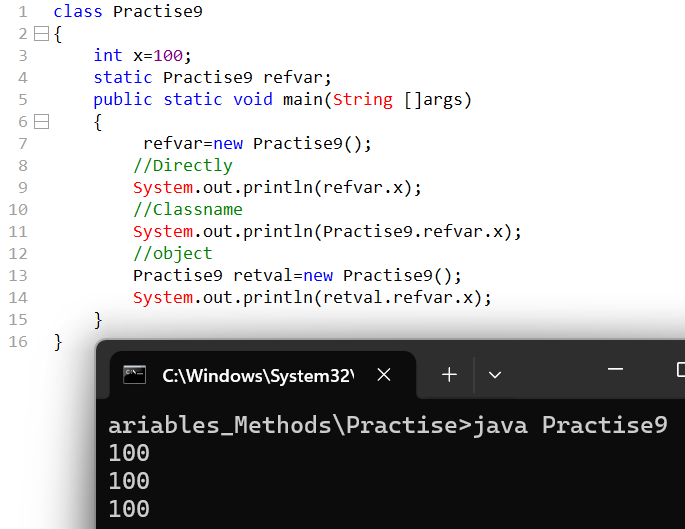 1 class Practise9
2 {
3 int x=100;
4 static Practise9 refvar;
5 public static void main(String []args)
6 {
7 refvar=new Practise9();
8 //Directly
9 System.out.println(refvar.x);
10 //Classname
11 System.out.println(Practise9.refvar.x);
12 //object
13 Practise9 retval=new Practise9();
14 System.out.println(retval.refvar.x);
15 }
16 }
C:\Windows\System32\
ariables_Methods\Practise>java Practise9
100
100
100